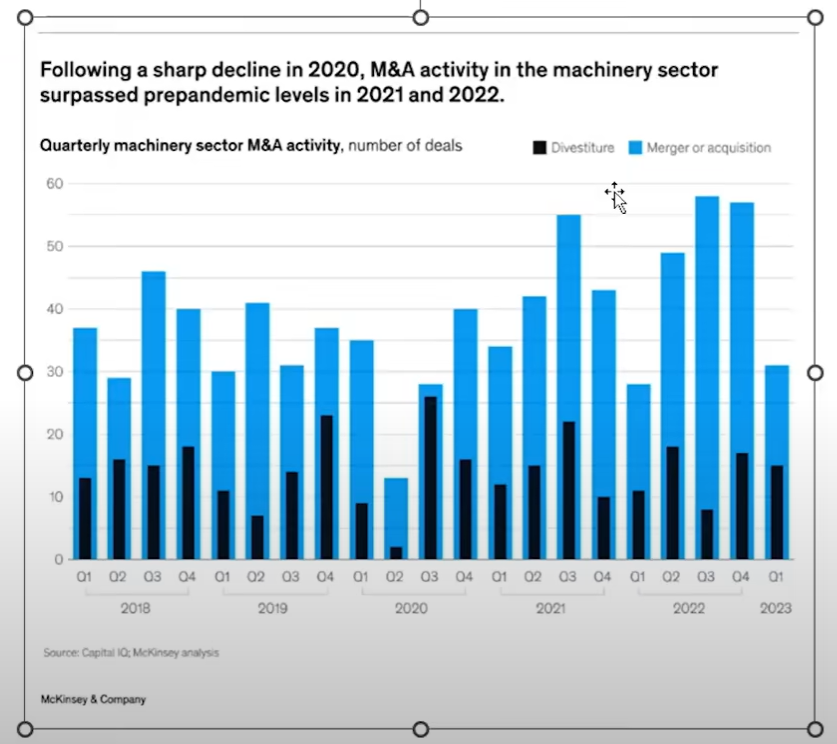 Following a sharp decline in 2020, M&A activity in the machinery sector
surpassed prepandemic levels in 2021 and 2022.
Quarterly machinery sector M&A activity, number of deals
Divestiture Merger or acquisition
60
50
40
30
20
10
0
Q1 Q2 Q3 Q4 Q1 Q2 Q3 Q4 Q1 Q2 Q3 Q4 Q1 Q2 Q3 Q4 Q1 Q2 Q3 Q4 Q1
2018 2019 2020 2021 2022 2023
Source: Capital IQ; McKinsey analysis
McKinsey & Company